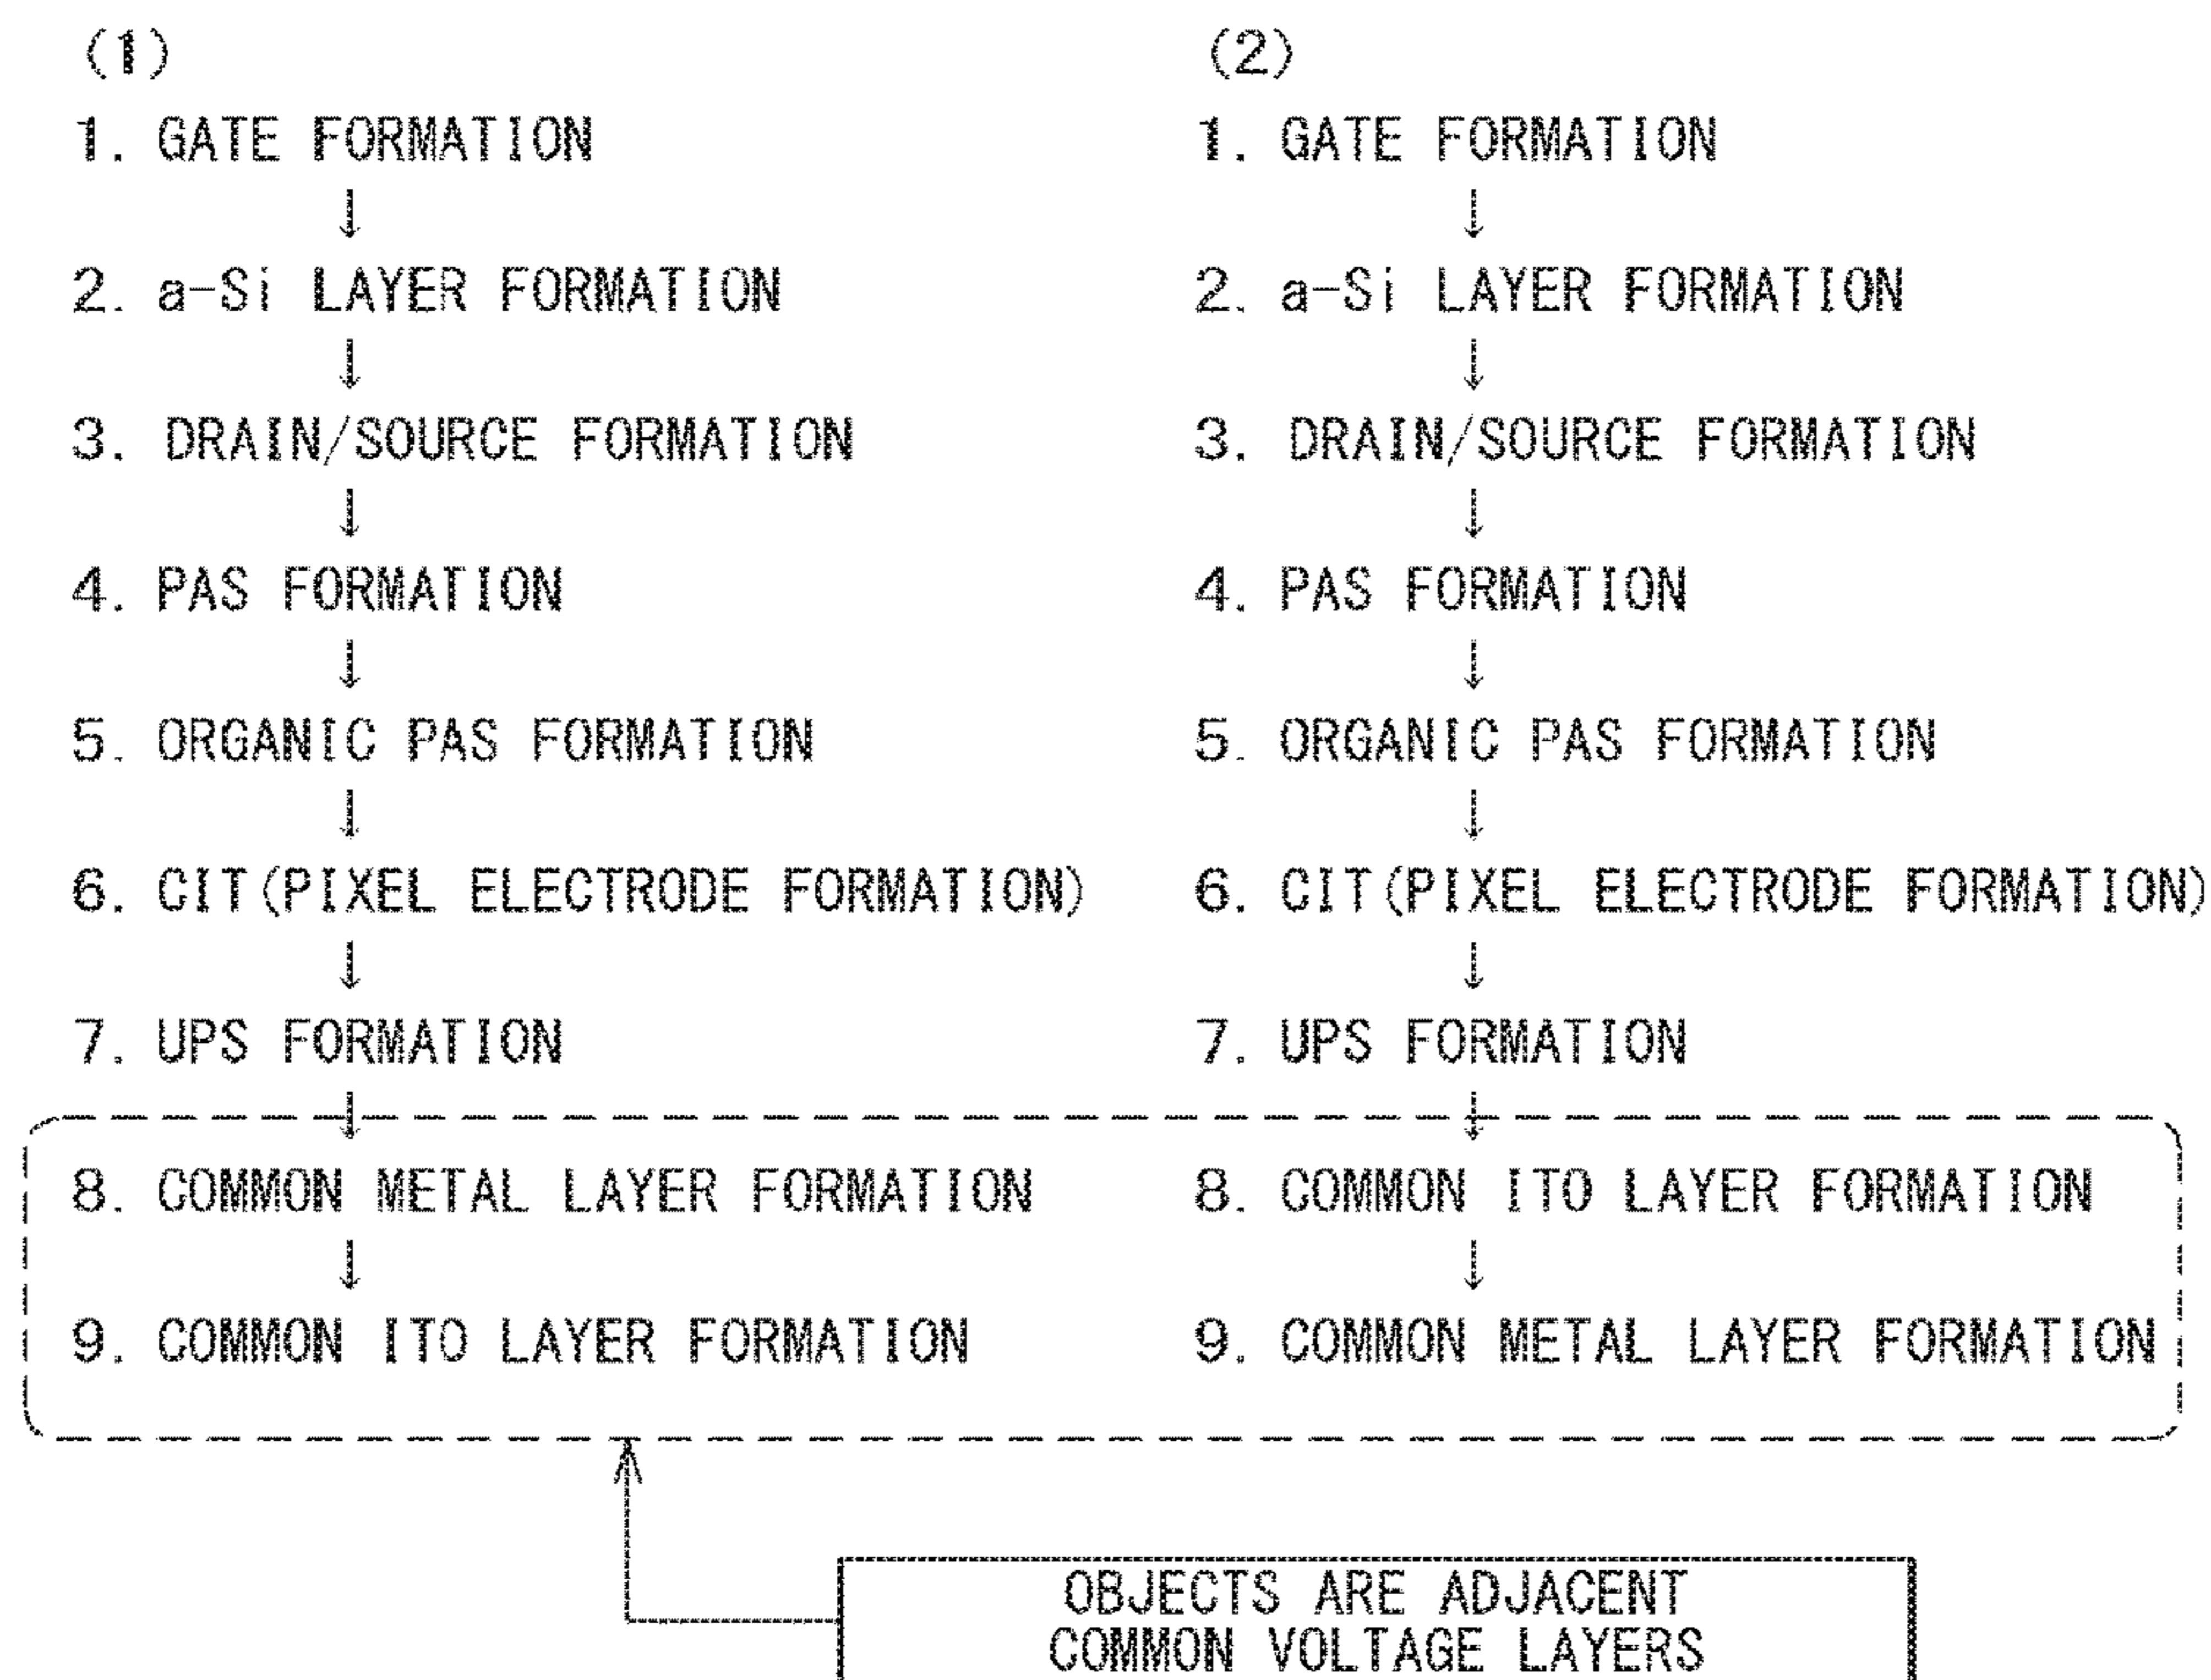 (1)
1. GATE FORMATION
↓
2. a-Si LAYER FORMATION
↓
3. DRAIN/SOURCE FORMATION
↓
4. PAS FORMATION
↓
5. ORGANIC PAS FORMATION
↓
6. CIT(PIXEL ELECTRODE FORMATION)
↓
7. UPS FORMATION
↓
8. COMMON METAL LAYER FORMATION
↓
9. COMMON ITO LAYER FORMATION
(2)
1. GATE FORMATION
↓
2. a-Si LAYER FORMATION
↓
3. DRAIN/SOURCE FORMATION
↓
4. PAS FORMATION
↓
5. ORGANIC PAS FORMATION
↓
6. CIT(PIXEL ELECTRODE FORMATION)
↓
7. UPS FORMATION
↓
8. COMMON ITO LAYER FORMATION
↓
9. COMMON METAL LAYER FORMATION
OBJECTS ARE ADJACENT
COMMON VOLTAGE LAYERS